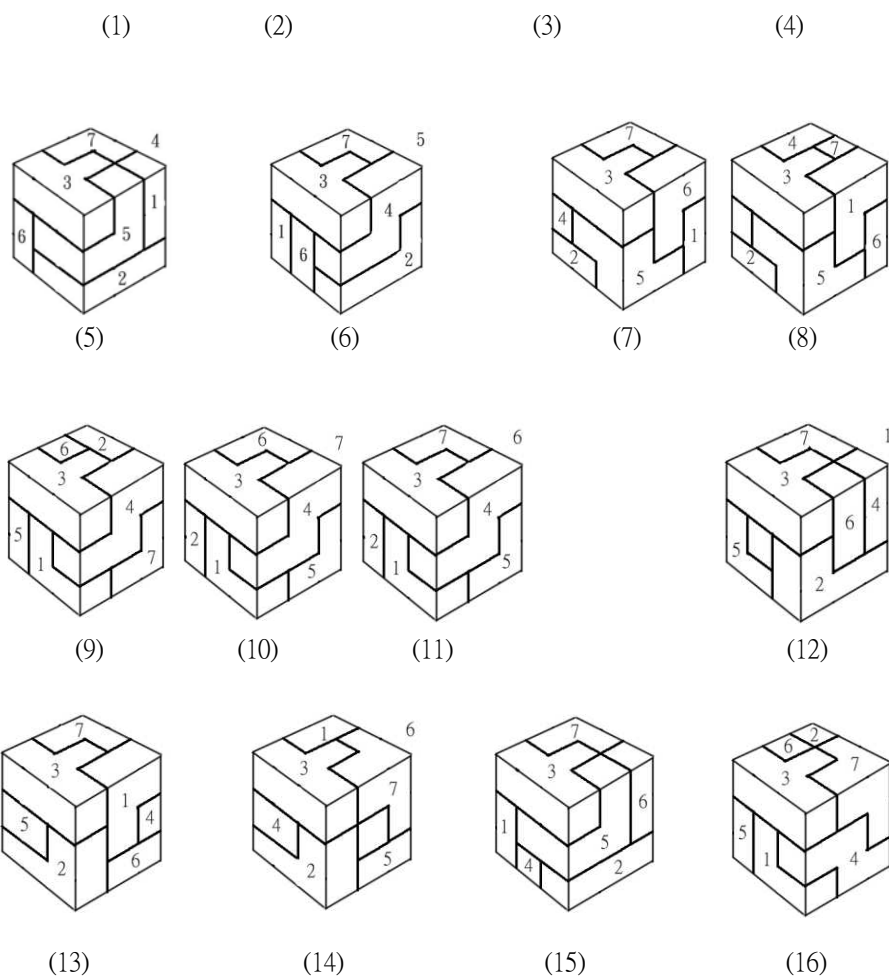 (1) (2) (3) (4)
7 4 7 5 7 4 7
3 3 3 3
6 1
4 4 1
1
6 5 1 1 6
6 2 2 5 2 5
2
(5) (6) (7) (8)
6 2 6 7 7 6 7 1
3 3 3
3
4 4 4 4
5 2 2 6
1 7 1 5 1 5 5
2
(9) (10) (11) (12)
7 1 6 7 6 2
3 3 3 7
1 7 6
5 4 4 1 5 5 4
2 6 2 5 4 2 1
(13) (14) (15) (16)